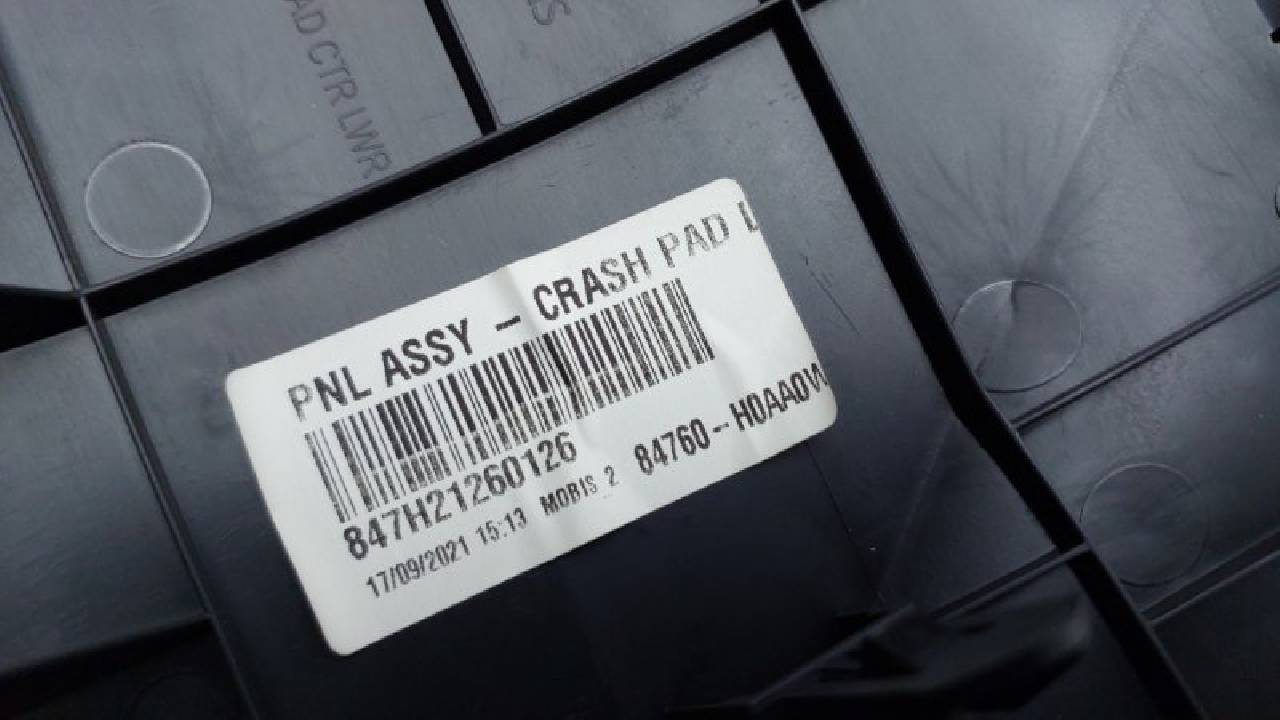 AD CTR LWR
PNL ASSY - CRASH PAD L
847H21260126
17/09/2021 15:13 MOBIS 2 84760-H0AA0W